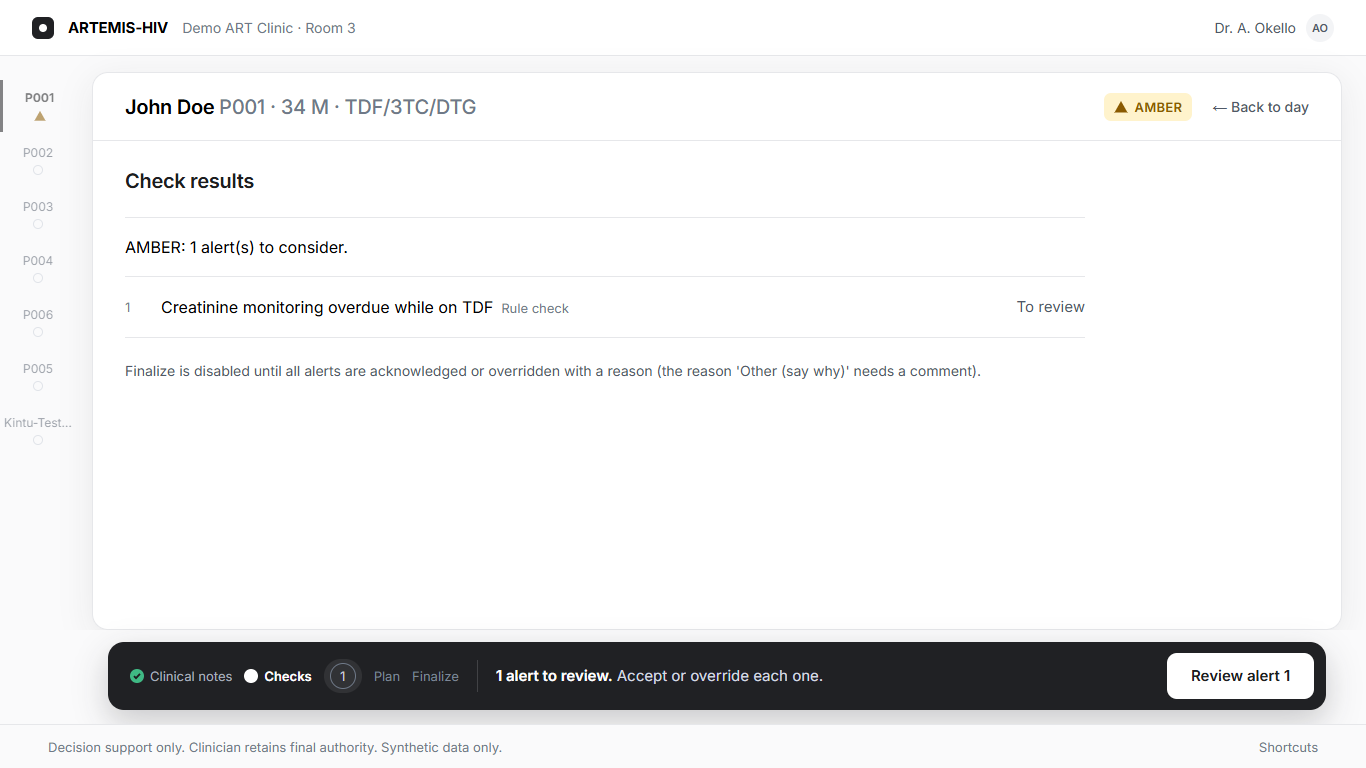 ARTEMIS-HIV Demo ART Clinic · Room 3 Dr. A. Okello AO
P001
P002
P003
P004
P006
P005
Kintu-Test...
John Doe P001 · 34 M · TDF/3TC/DTG AMBER ← Back to day
Check results
AMBER: 1 alert(s) to consider.
1 Creatinine monitoring overdue while on TDF Rule check To review
Finalize is disabled until all alerts are acknowledged or overridden with a reason (the reason 'Other (say why)' needs a comment).
Clinical notes Checks 1 Plan Finalize 1 alert to review. Accept or override each one. Review alert 1
Decision support only. Clinician retains final authority. Synthetic data only. Shortcuts